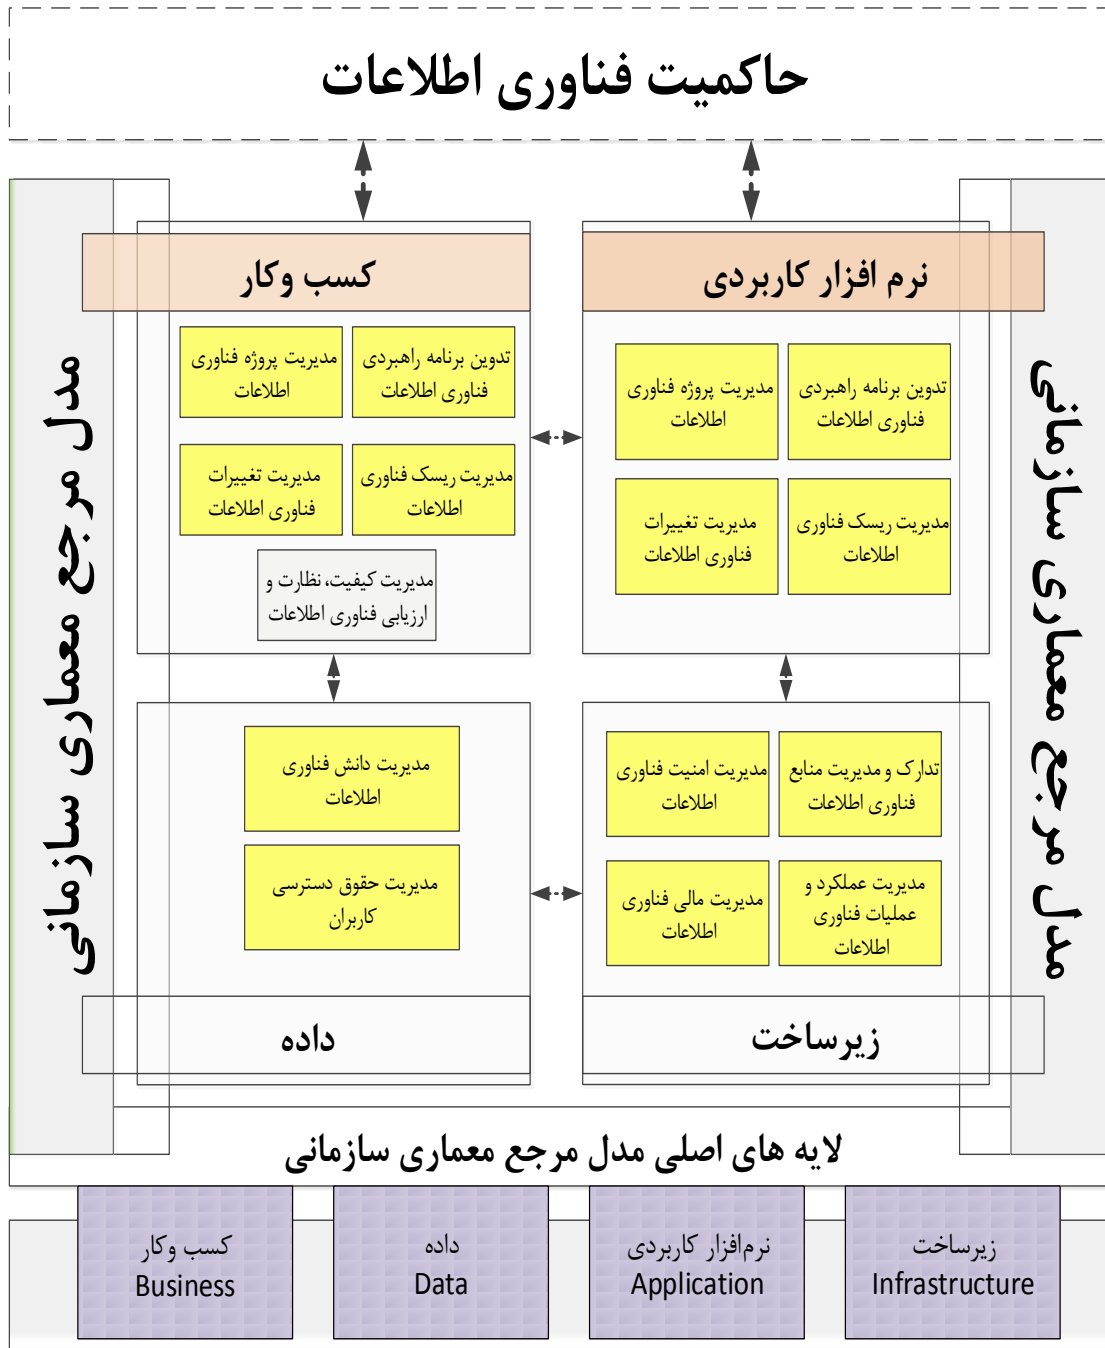 حاکمیت فناوری اطلاعات
مدل مرجع معماری سازمانی
نرم افزار کاربردی
تدوین برنامه راهبردی
فناوری اطلاعات
مدیریت پروژه فناوری
اطلاعات
مدیریت ریسک فناوری
اطلاعات
مدیریت تغییرات
فناوری اطلاعات
کسب وکار
تدوین برنامه راهبردی
فناوری اطلاعات
مدیریت پروژه فناوری
اطلاعات
مدیریت ریسک فناوری
اطلاعات
مدیریت تغییرات
فناوری اطلاعات
مدیریت کیفیت، نظارت و
ارزیابی فناوری اطلاعات
تدارک و مدیریت منابع
فناوری اطلاعات
مدیریت امنیت فناوری
اطلاعات
مدیریت عملکرد و
عملیات فناوری
اطلاعات
مدیریت مالی فناوری
اطلاعات
زیرساخت
مدیریت دانش فناوری
اطلاعات
مدیریت حقوق دسترسی
کاربران
داده
مدل مرجع معماری سازمانی
لایه های اصلی مدل مرجع معماری سازمانی
زیرساخت
Infrastructure
نرم‌افزار کاربردی
Application
داده
Data
کسب وکار
Business